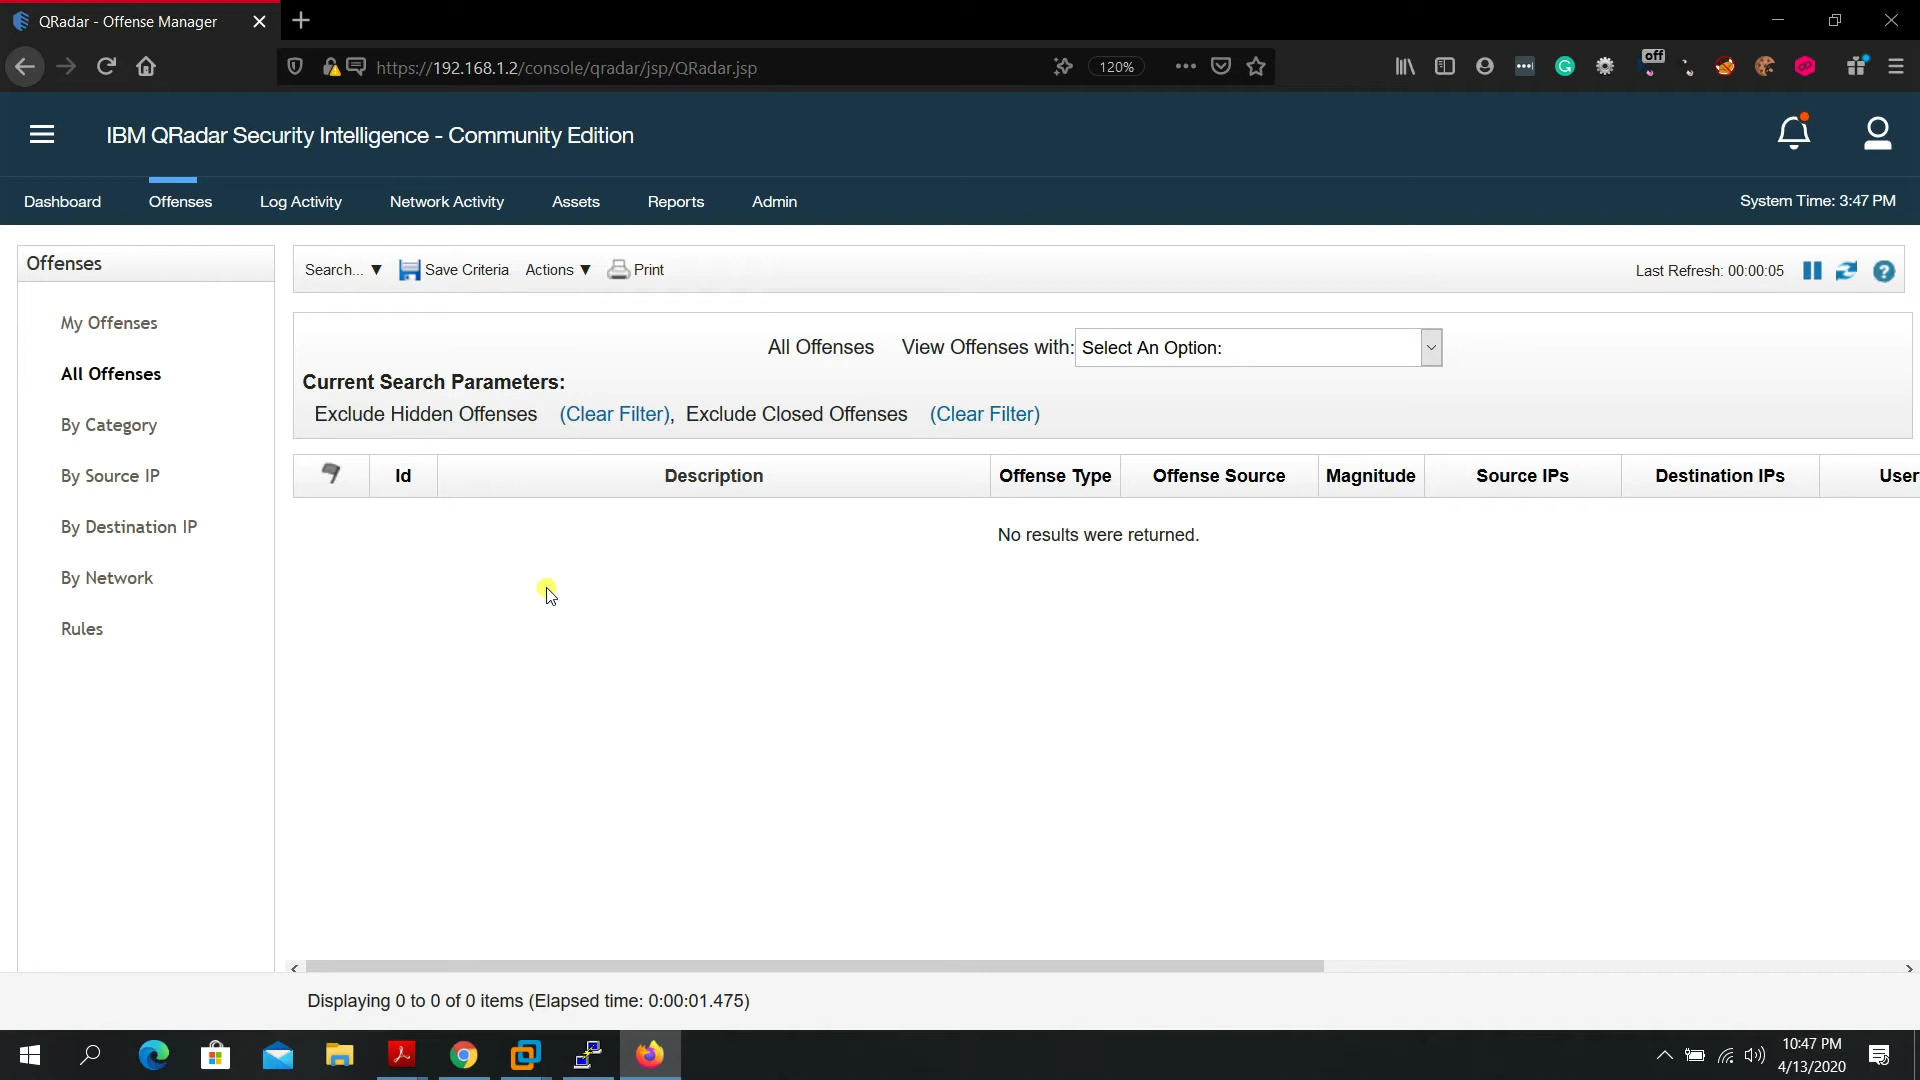 QRadar - Offense Manager
https://192.168.1.2/console/qradar/jsp/QRadar.jsp
120%
off
IBM QRadar Security Intelligence - Community Edition
Dashboard Offenses Log Activity Network Activity Assets Reports Admin
System Time: 3:47 PM
Offenses
My Offenses
All Offenses
By Category
By Source IP
By Destination IP
By Network
Rules
Search... ▼ Save Criteria Actions ▼ Print
Last Refresh: 00:00:05
All Offenses View Offenses with: Select An Option:
Current Search Parameters:
Exclude Hidden Offenses (Clear Filter), Exclude Closed Offenses (Clear Filter)
Id Description Offense Type Offense Source Magnitude Source IPs Destination IPs User
No results were returned.
Displaying 0 to 0 of 0 items (Elapsed time: 0:00:01.475)
10:47 PM
4/13/2020